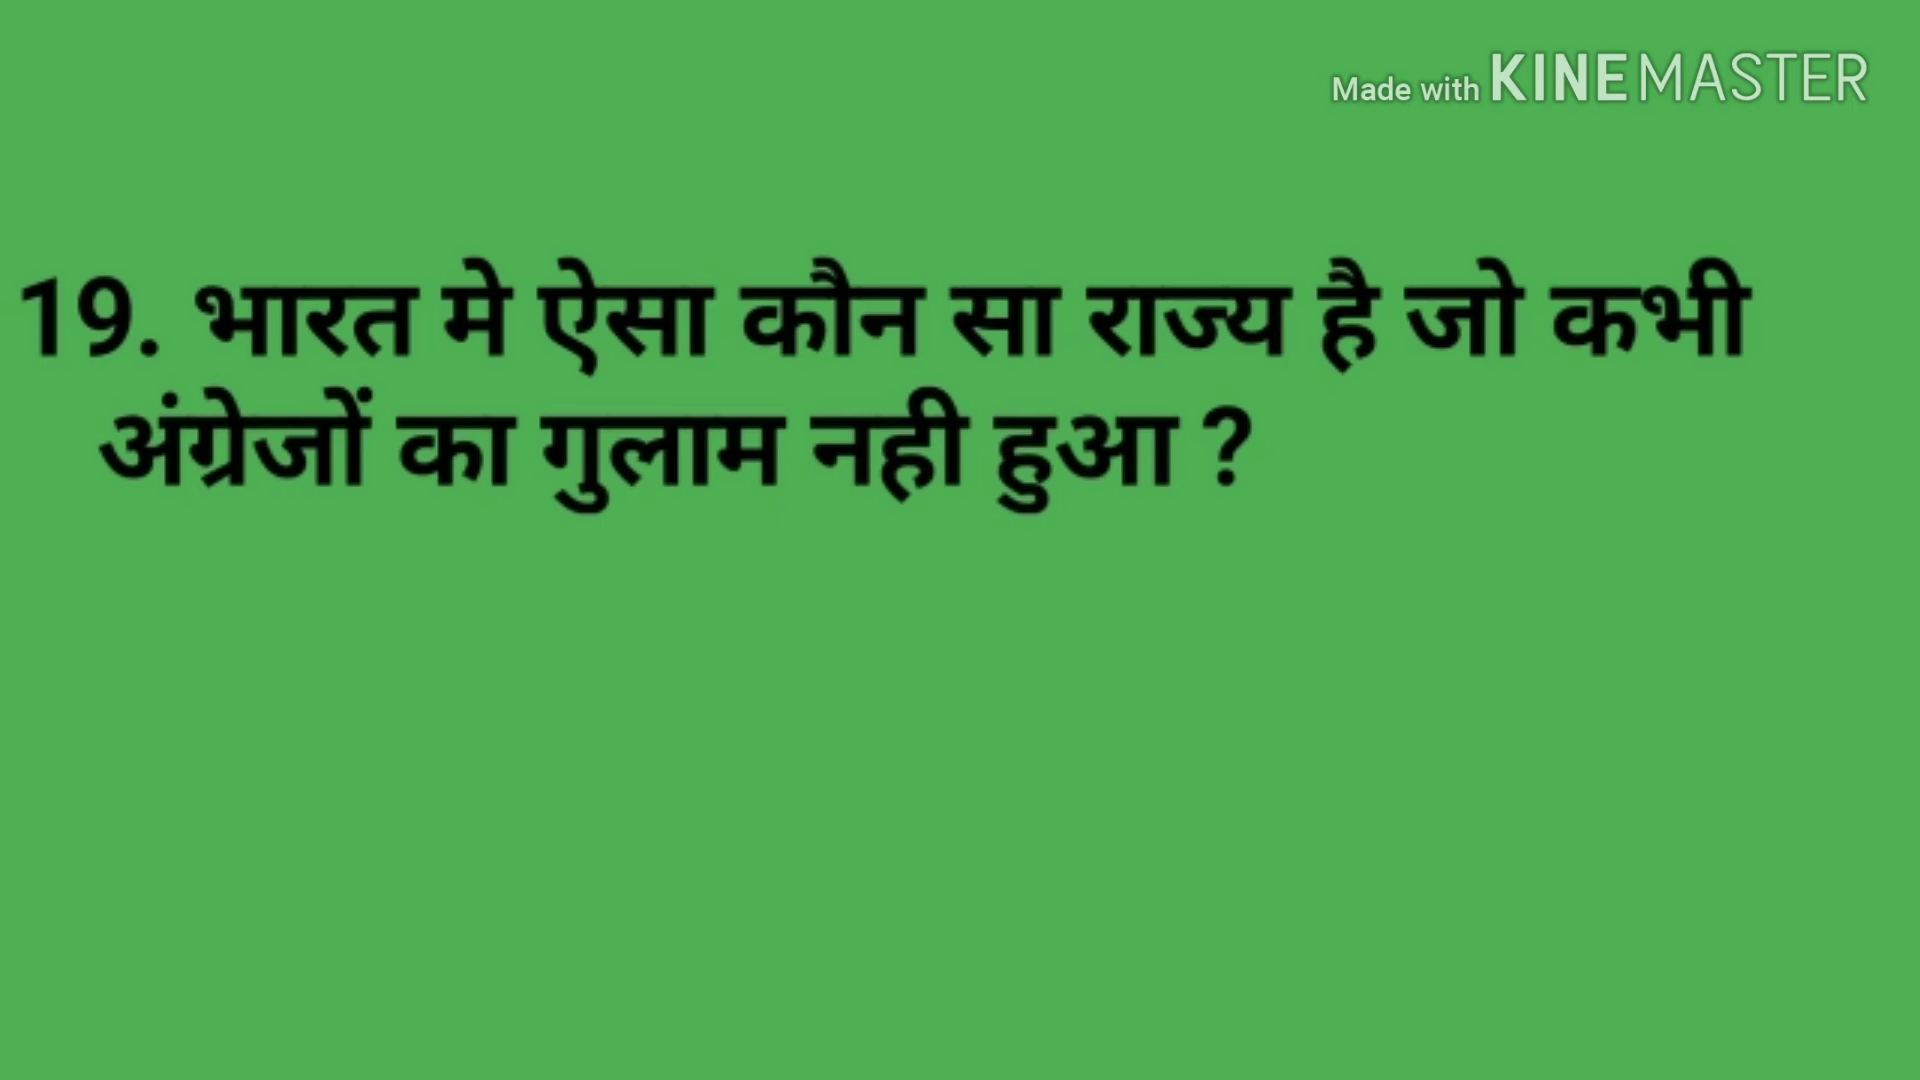 Made with KINEMASTER
19. भारत मे ऐसा कौन सा राज्य है जो कभी
अंग्रेजों का गुलाम नही हुआ ?